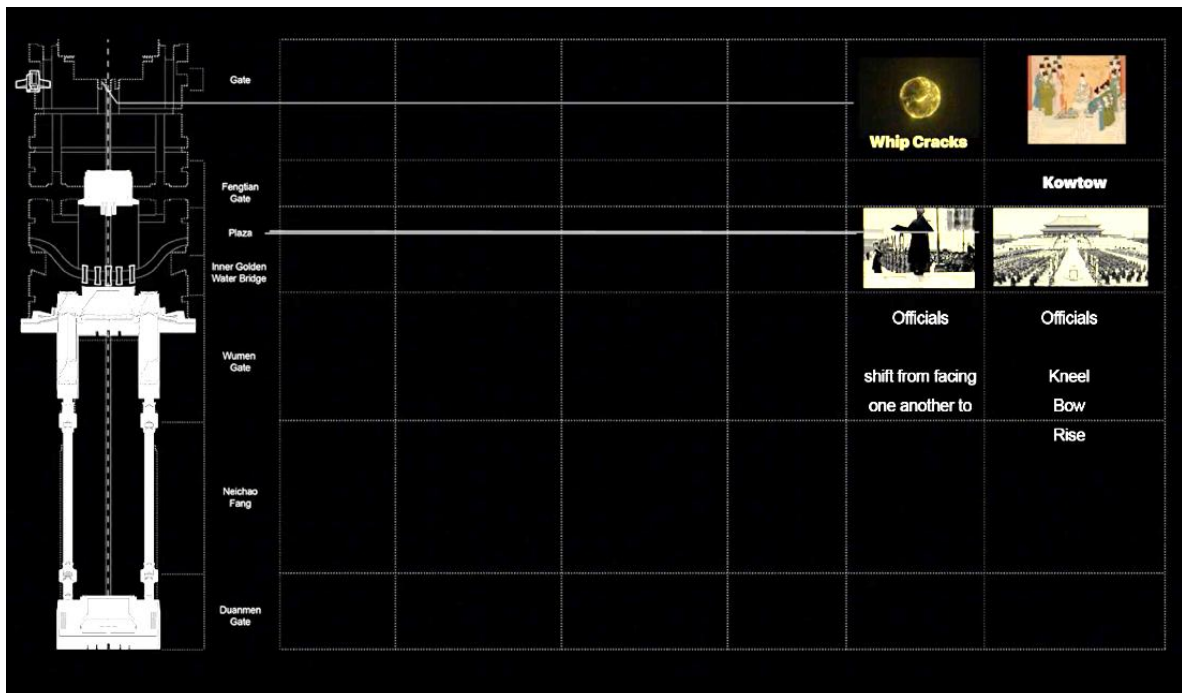 Gate
Fengtian
Gate
Plaza
Inner Golden
Water Bridge
Wumen
Gate
Neichao
Fang
Duanmen
Gate
Whip Cracks
Officials
shift from facing
one another to
Kowtow
Officials
Kneel
Bow
Rise